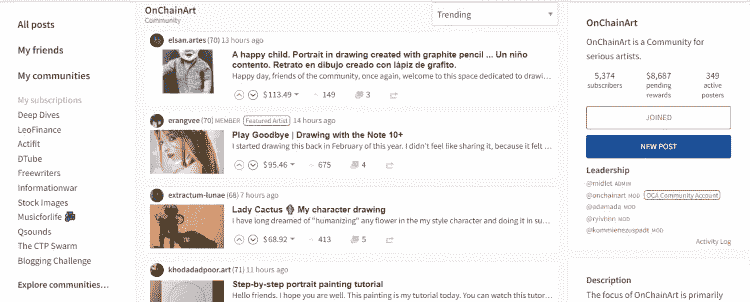 All posts
My friends
My communities
My subscriptions
Deep Dives
LeoFinance
Actifit
DTube
Freewriters
Informationwar
Stock Images
Musicforlife
Qsounds
The CTP Swarm
Blogging Challenge
Explore communities...
OnChainArt
Community
Trending
elsan.artes (70) 13 hours ago
A happy child. Portrait in drawing created with graphite pencil ... Un niño
contento. Retrato en dibujo creado con lápiz de grafito.
Happy day, friends of the community, once again, welcome to this space dedicated to drawi...
$113.49 149 3
erangvee (70) MEMBER Featured Artist 14 hours ago
Play Goodbye | Drawing with the Note 10+
I started drawing this back in February of this year. I didn't feel like sharing it, because it felt ...
$95.46 675 4
extractum-lunae (68) 7 hours ago
Lady Cactus 🌵 My character drawing
I have long dreamed of "humanizing" any flower in the my style character and doing it in su...
$68.92 413 5
khodadadpoor.art (71) 11 hours ago
Step-by-step portrait painting tutorial
Hello friends. I hope you are well. This painting is my tutorial today. You can watch this tutor...
OnChainArt
OnChainArt is a Community for
serious artists.
5,374 $8,687 349
subscribers pending active
rewards posters
JOINED
NEW POST
Leadership
@midlet ADMIN
@onchainart MOD OCA Community Account
@adamada MOD
@ryivhnn MOD
@kommieneauspadt MOD
Activity Log
Description
The focus of OnChainArt is primarily